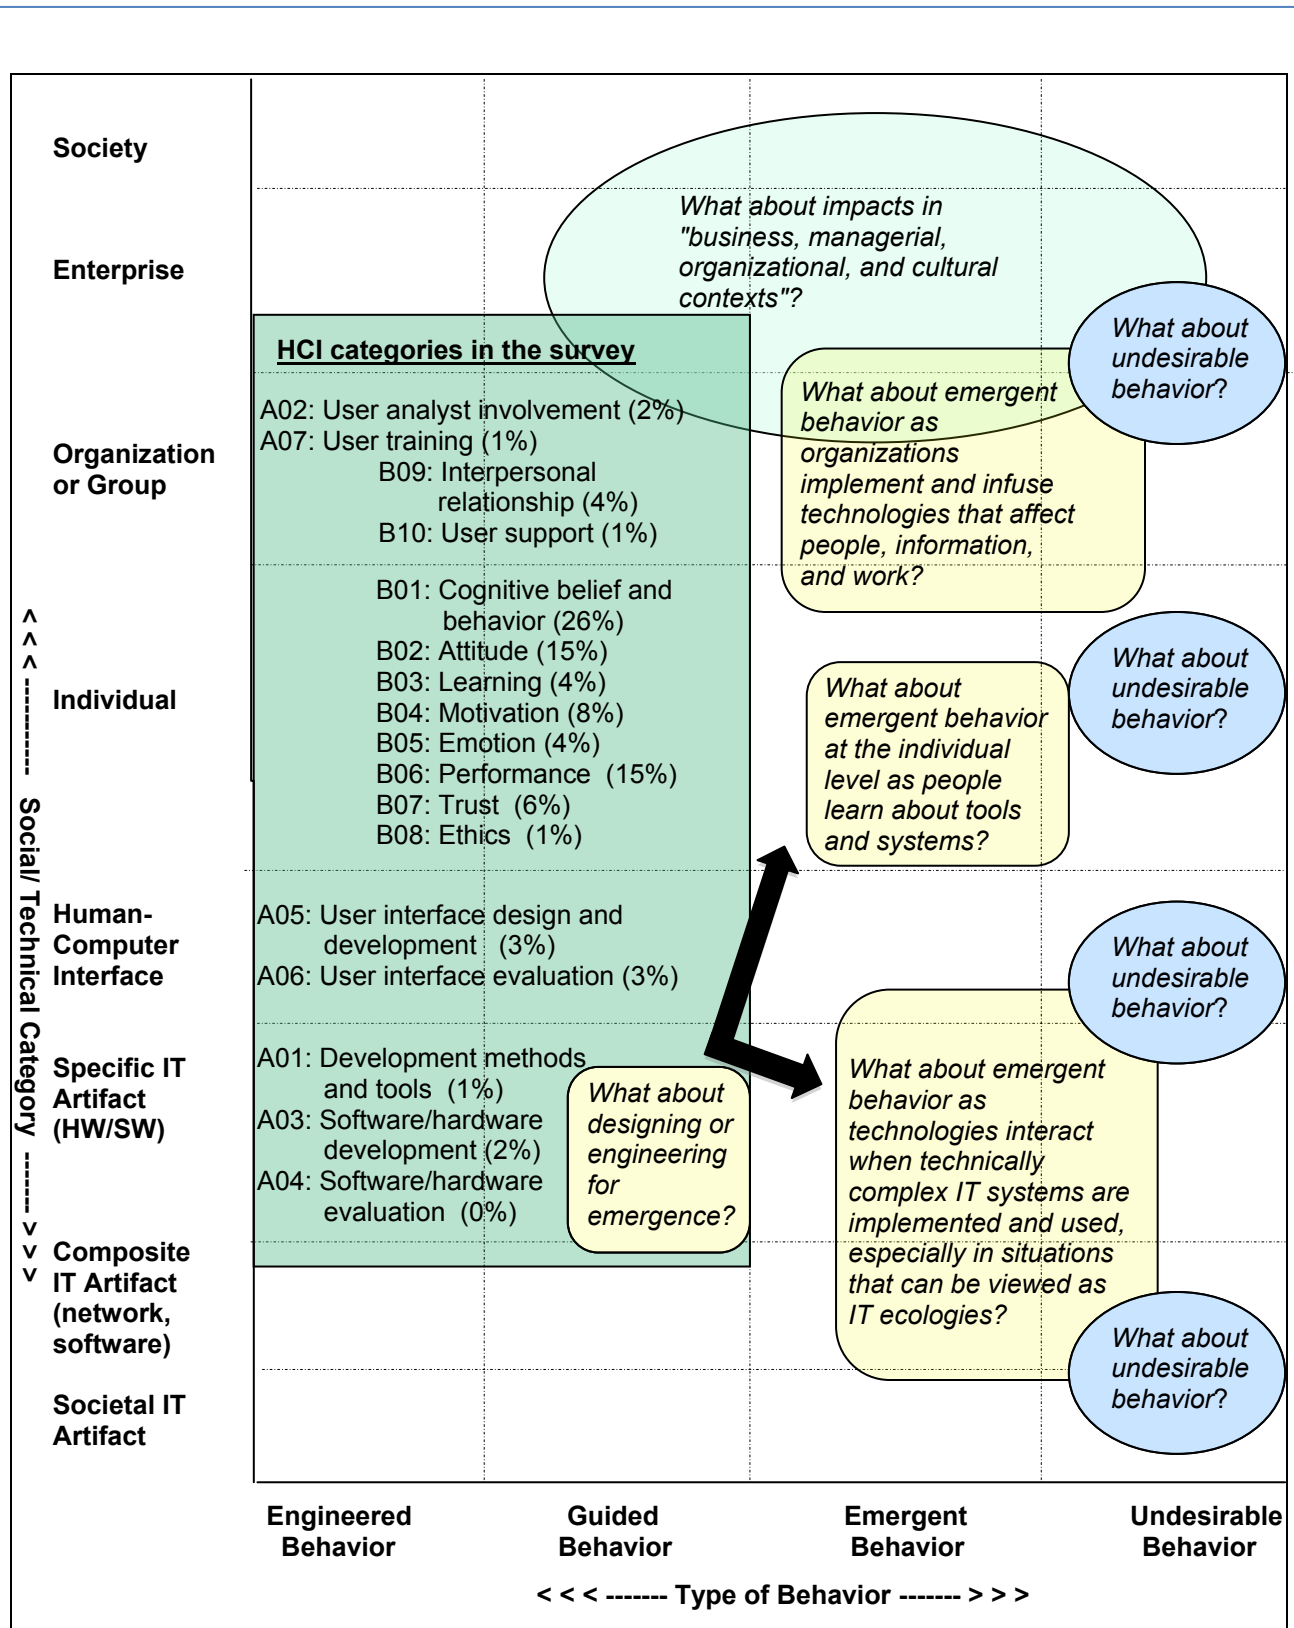 Society
What about impacts in
"business, managerial,
organizational, and cultural
contexts"?
Enterprise
What about
undesirable
behavior?
HCI categories in the survey
A02: User analyst involvement (2%)
A07: User training (1%)
B09: Interpersonal
relationship (4%)
B10: User support (1%)
Organization
or Group
What about emergent
behavior as
organizations
implement and infuse
technologies that affect
people, information,
and work?
B01: Cognitive belief and
behavior (26%)
B02: Attitude (15%)
B03: Learning (4%)
B04: Motivation (8%)
B05: Emotion (4%)
B06: Performance (15%)
B07: Trust (6%)
B08: Ethics (1%)
Individual
What about
emergent behavior
at the individual
level as people
learn about tools
and systems?
What about
undesirable
behavior?
< < < ---------- Social/ Technical Category ------- > > >
Human-
Computer
Interface
A05: User interface design and
development (3%)
A06: User interface evaluation (3%)
What about
undesirable
behavior?
Specific IT
Artifact
(HW/SW)
A01: Development methods
and tools (1%)
A03: Software/hardware
development (2%)
A04: Software/hardware
evaluation (0%)
What about
designing or
engineering
for
emergence?
What about emergent
behavior as
technologies interact
when technically
complex IT systems are
implemented and used,
especially in situations
that can be viewed as
IT ecologies?
Composite
IT Artifact
(network,
software)
What about
undesirable
behavior?
Societal IT
Artifact
Engineered
Behavior
Guided
Behavior
Emergent
Behavior
Undesirable
Behavior
< < < ------- Type of Behavior ------- > > >